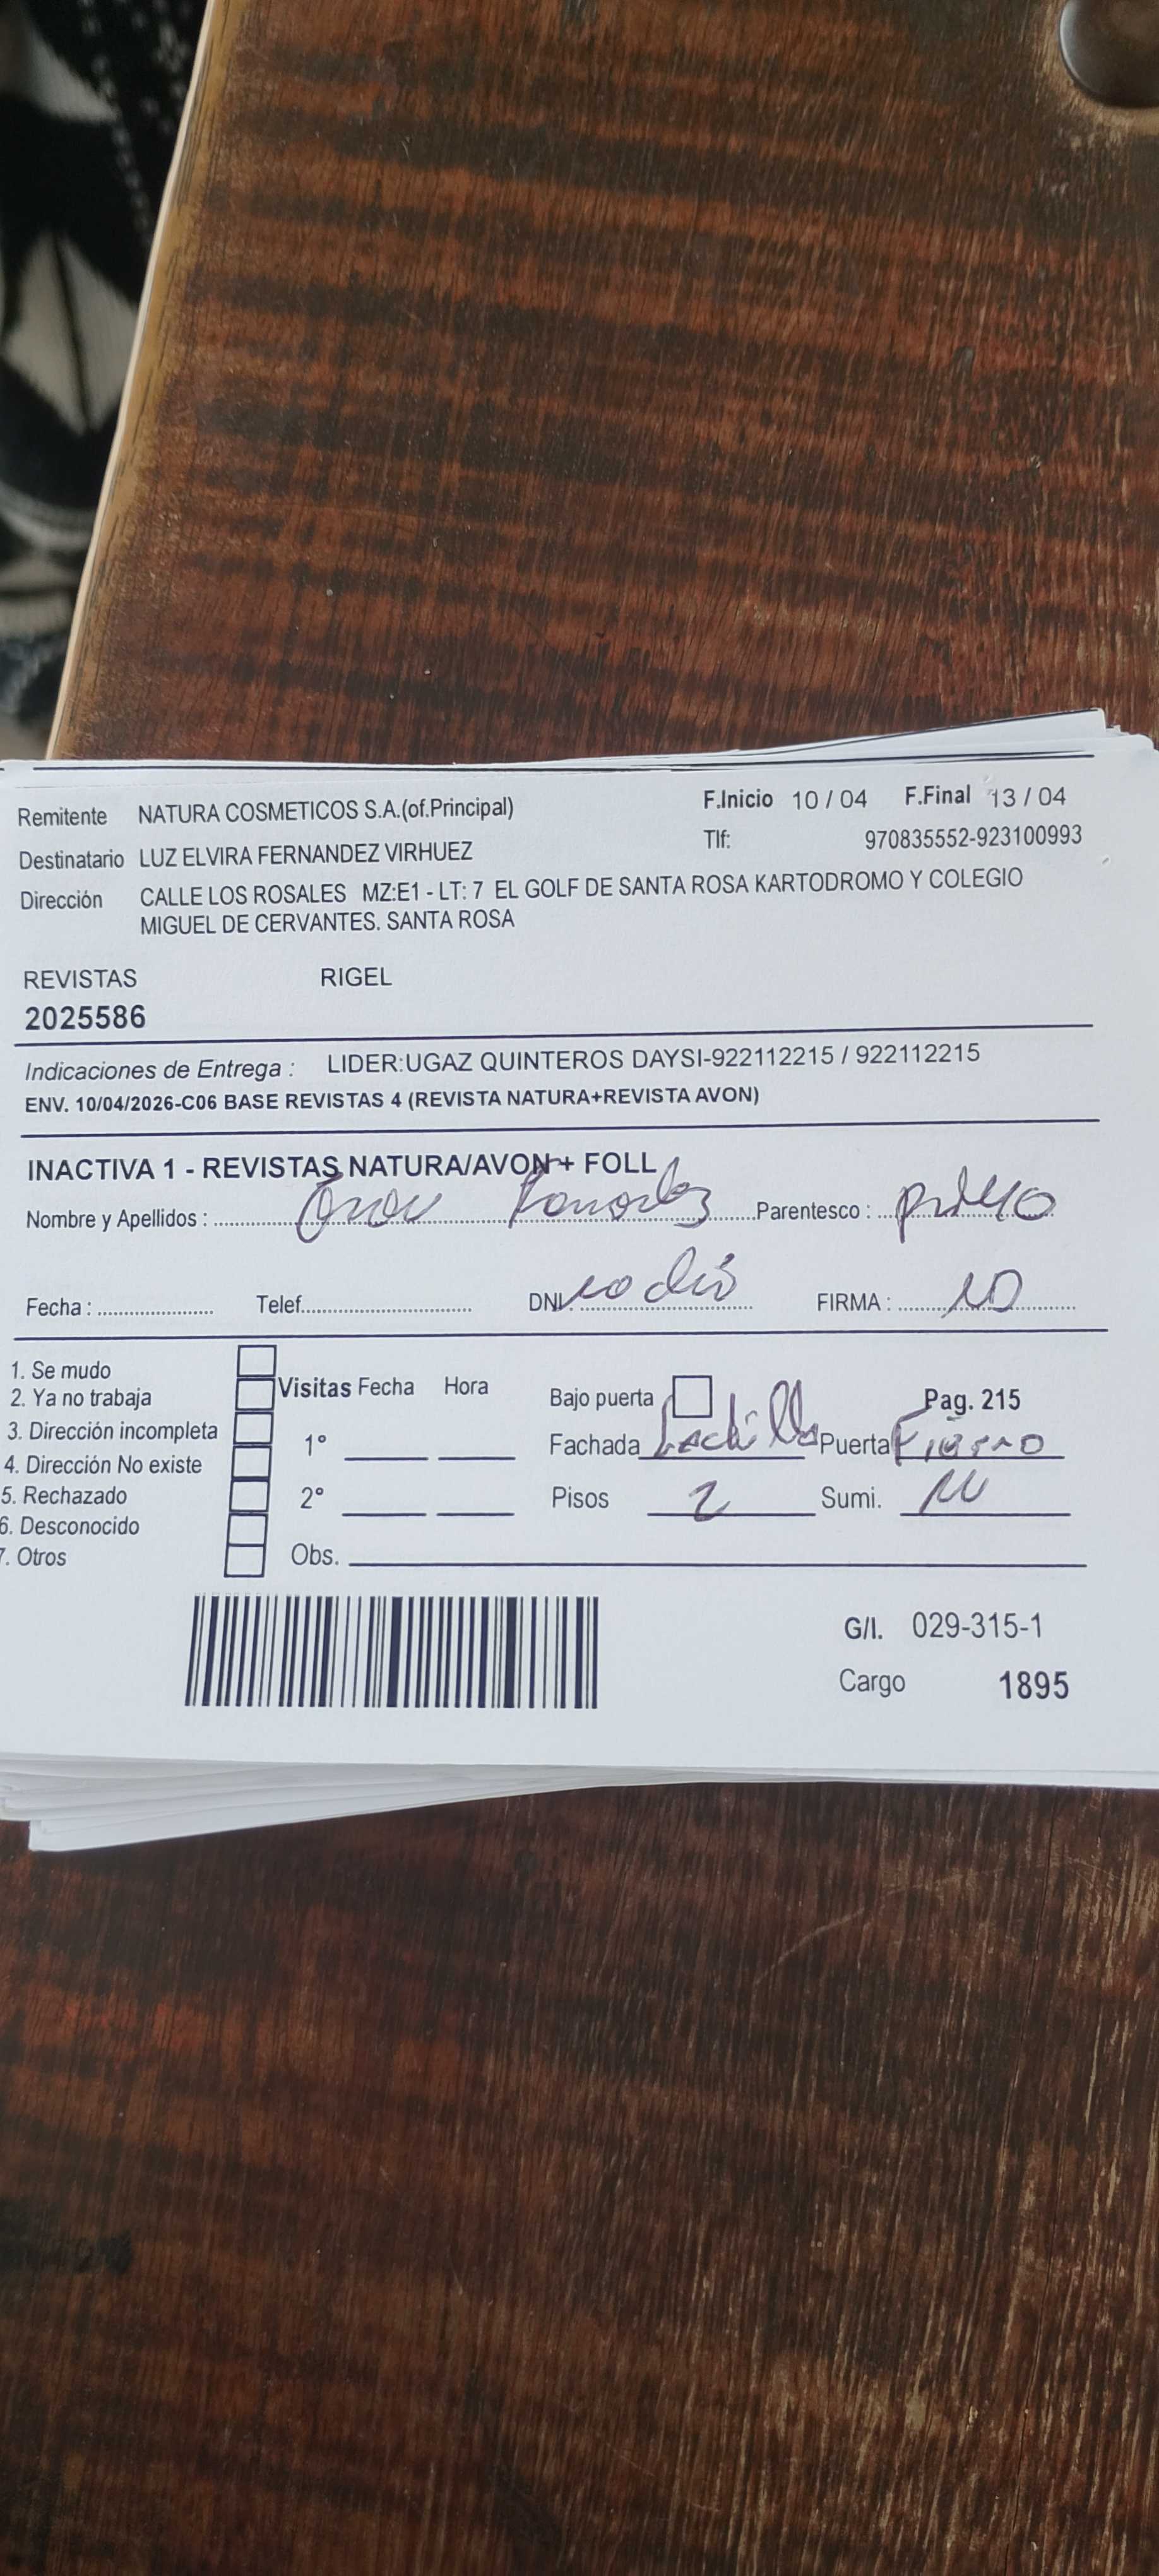 Remitente NATURA COSMETICOS S.A.(of.Principal) F.Inicio 10 / 04 F.Final 13 / 04
Destinatario LUZ ELVIRA FERNANDEZ VIRHUEZ Tlf: 970835552-923100993
Dirección CALLE LOS ROSALES MZ:E1 - LT: 7 EL GOLF DE SANTA ROSA KARTODROMO Y COLEGIO
MIGUEL DE CERVANTES. SANTA ROSA
REVISTAS RIGEL
2025586
Indicaciones de Entrega : LIDER:UGAZ QUINTEROS DAYSI-922112215 / 922112215
ENV. 10/04/2026-C06 BASE REVISTAS 4 (REVISTA NATURA+REVISTA AVON)
INACTIVA 1 - REVISTAS NATURA/AVON + FOLL
Nombre y Apellidos : Parentesco : primo
Fecha : Telef. DNI. no dio FIRMA :
1. Se mudo
2. Ya no trabaja Visitas Fecha Hora Bajo puerta Pag. 215
3. Dirección incompleta 1° Fachada Ladrillo Puerta Fierro
4. Dirección No existe
5. Rechazado 2° Pisos 2 Sumi.
6. Desconocido
7. Otros Obs.
G/I. 029-315-1
Cargo 1895